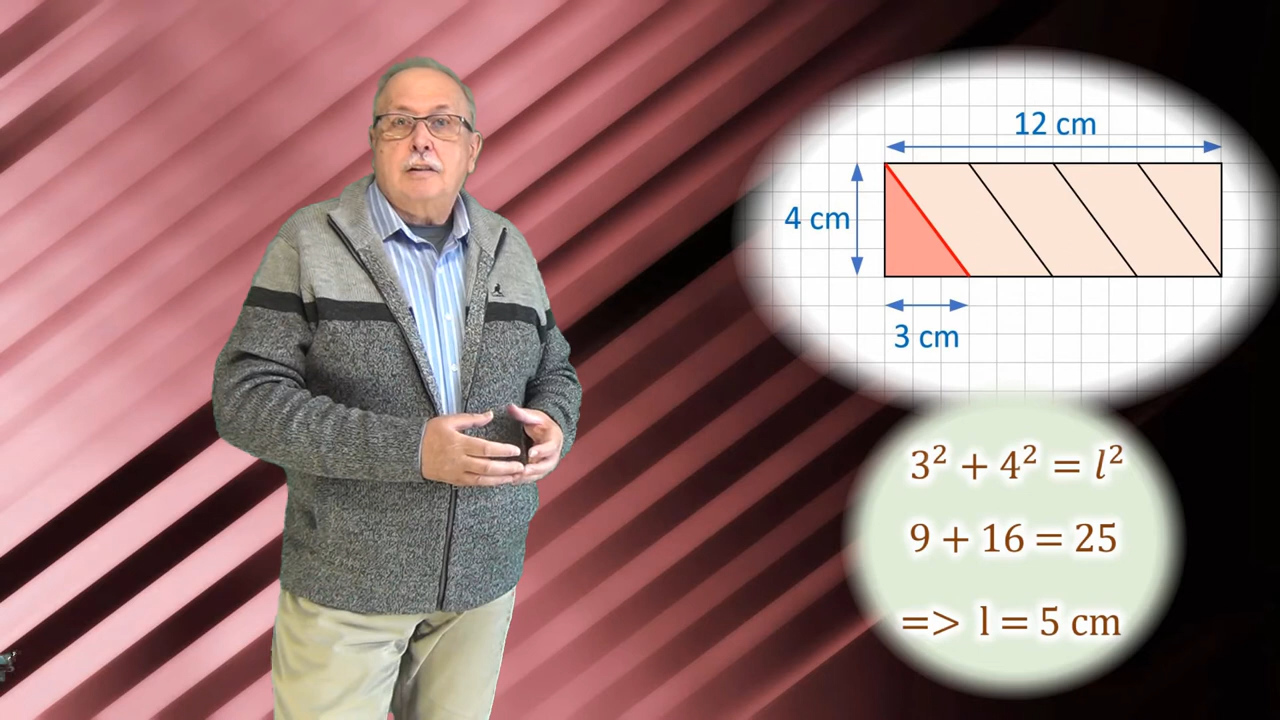 12 cm
4 cm
3 cm
3² + 4² = l²
9 + 16 = 25
=> l = 5 cm